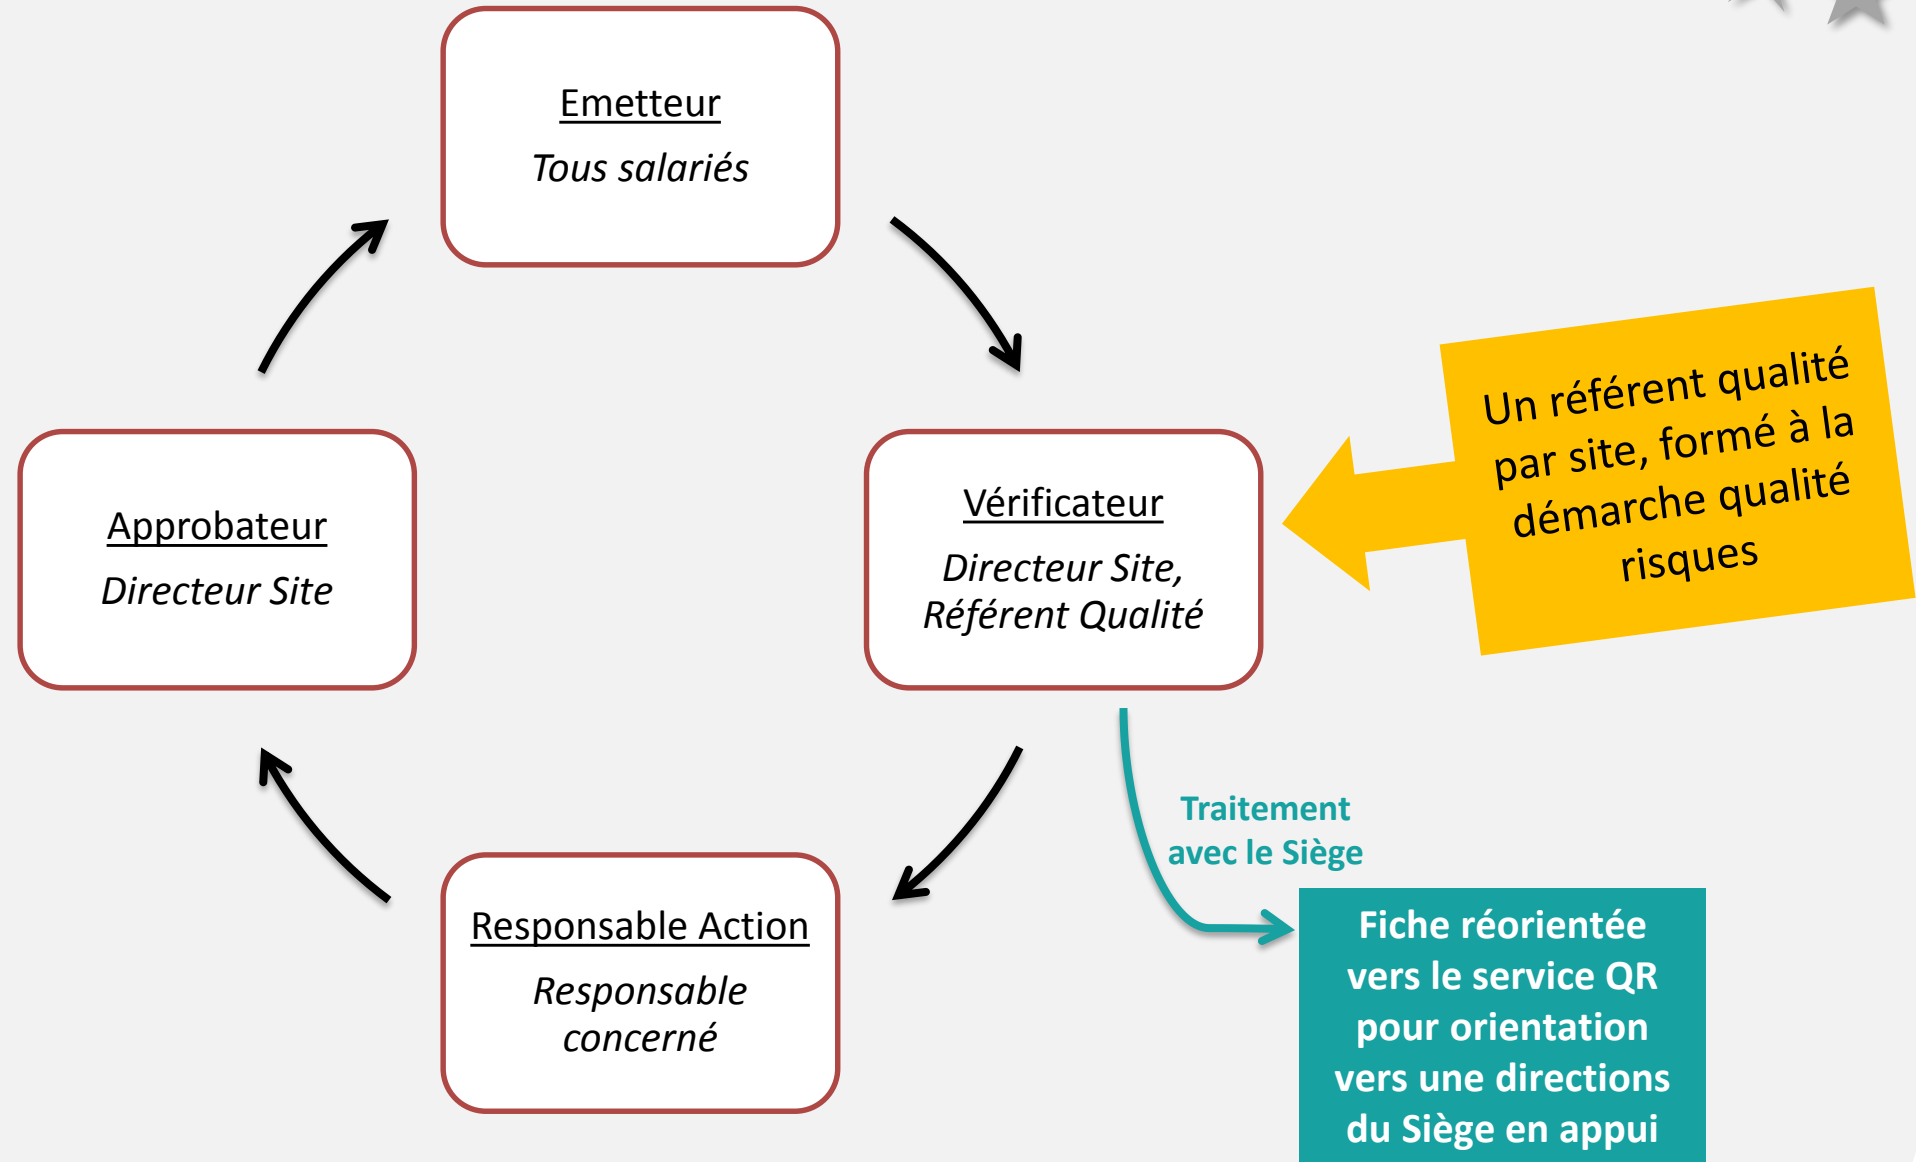 Emetteur
Tous salariés
Un référent qualité
par site, formé à la
démarche qualité
risques
Approbateur
Directeur Site
Vérificateur
Directeur Site,
Référent Qualité
Traitement
avec le Siège
Responsable Action
Responsable
concerné
Fiche réorientée
vers le service QR
pour orientation
vers une directions
du Siège en appui